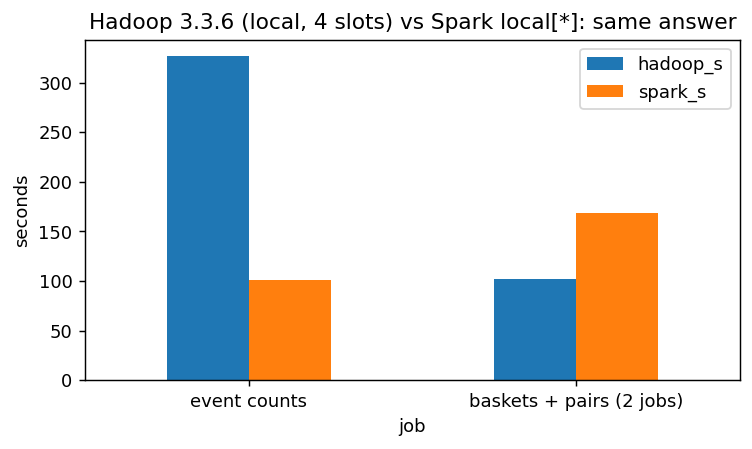 Hadoop 3.3.6 (local, 4 slots) vs Spark local[*]: same answer
hadoop_s
spark_s
seconds
300
250
200
150
100
50
0
event counts
baskets + pairs (2 jobs)
job